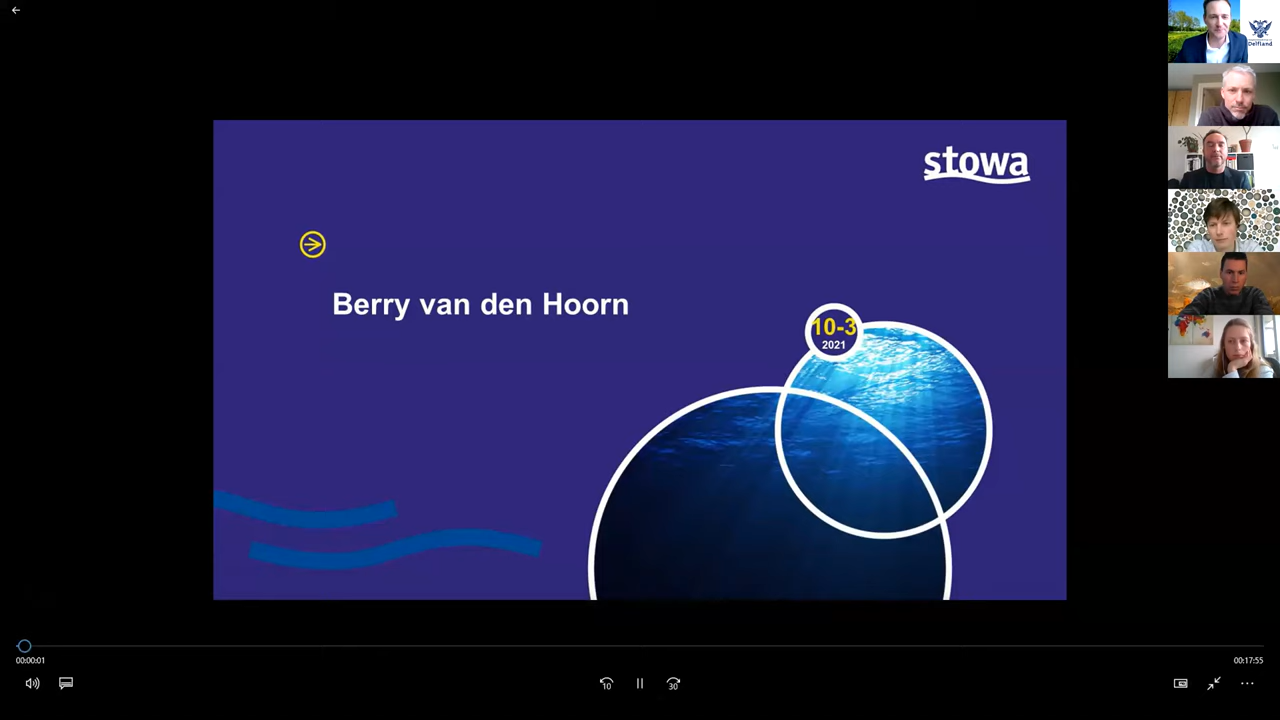 Delfland
stowa
Berry van den Hoorn
10-3
2021
00:00:01
00:17:55
10
30